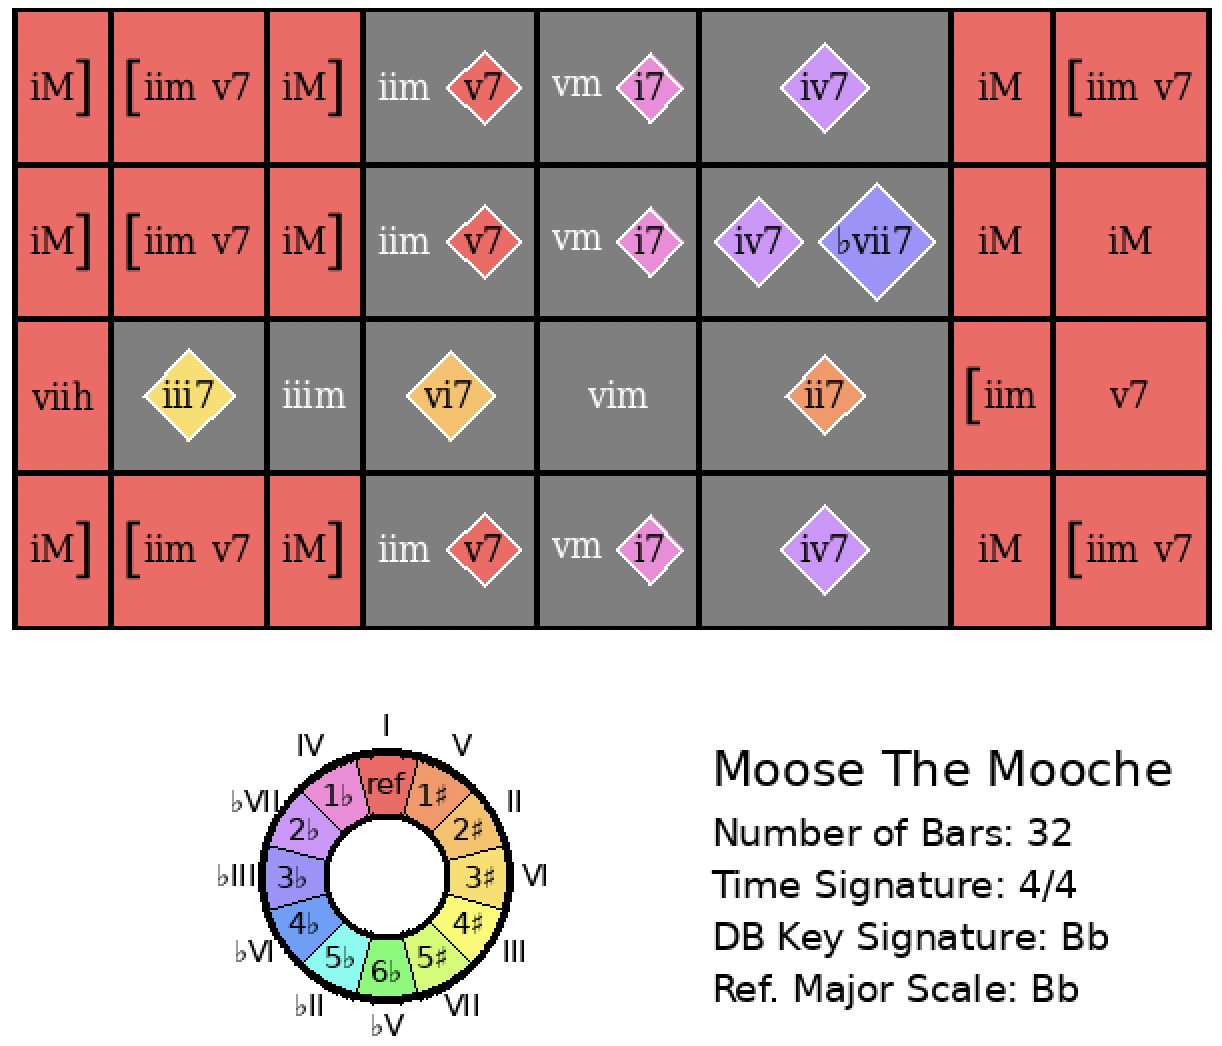 iM] [iim v7 iM] iim v7 vm i7 iv7 iM [iim v7
iM] [iim v7 iM] iim v7 vm i7 iv7 ♭vii7 iM iM
viih iii7 iiim vi7 vim ii7 [iim v7
iM] [iim v7 iM] iim v7 vm i7 iv7 iM [iim v7
I
IV V
ref
1♭ 1♯
♭VII II
2♭ 2♯
♭III 3♭ 3♯ VI
4♭ 4♯
♭VI III
5♭ 6♭ 5♯
♭II VII
♭V
Moose The Mooche
Number of Bars: 32
Time Signature: 4/4
DB Key Signature: Bb
Ref. Major Scale: Bb